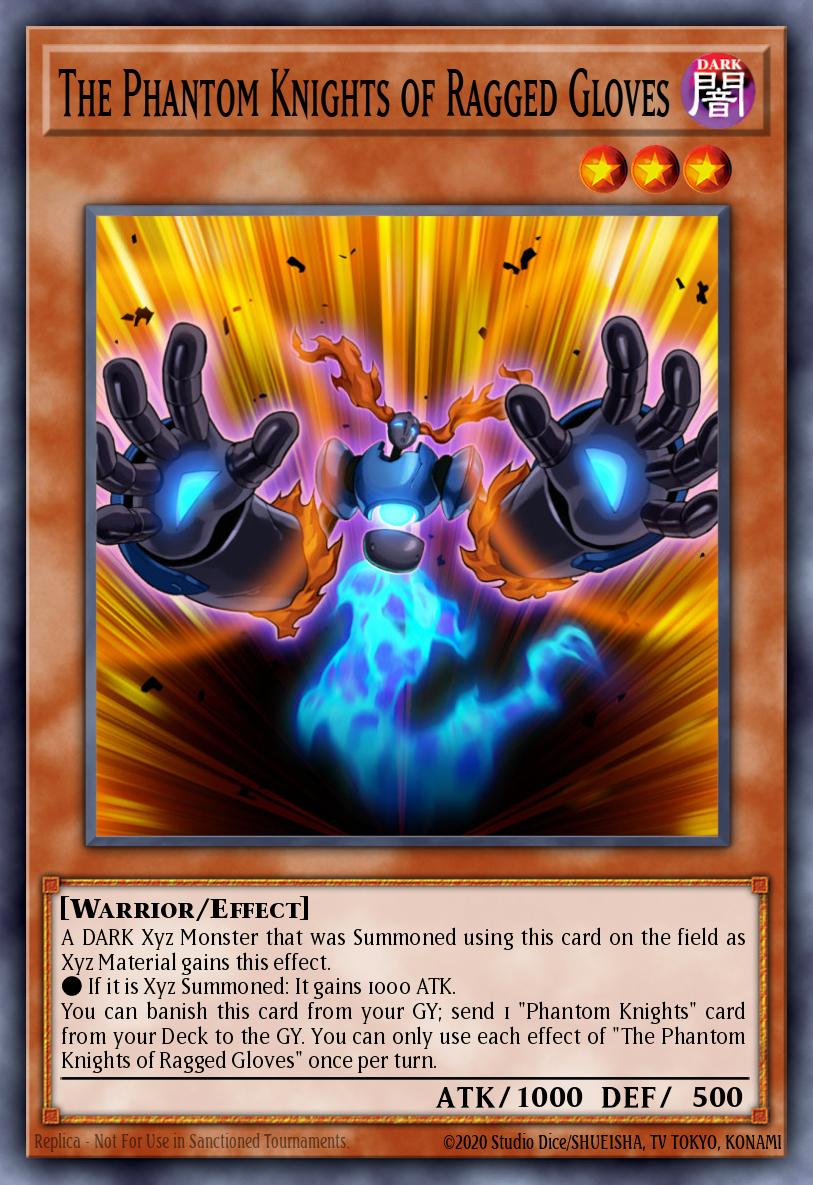 The Phantom Knights of Ragged Gloves
DARK
闇
[Warrior/Effect]
A DARK Xyz Monster that was Summoned using this card on the field as
Xyz Material gains this effect.
● If it is Xyz Summoned: It gains 1000 ATK.
You can banish this card from your GY; send 1 "Phantom Knights" card
from your Deck to the GY. You can only use each effect of "The Phantom
Knights of Ragged Gloves" once per turn.
ATK/1000 DEF/ 500
Replica - Not For Use in Sanctioned Tournaments.
©2020 Studio Dice/SHUEISHA, TV TOKYO, KONAMI